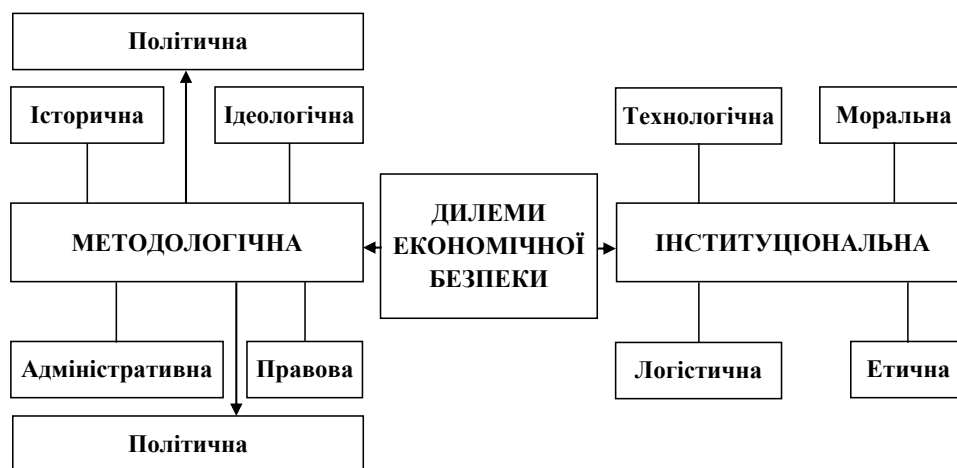 Політична
Історична
Ідеологічна
Технологічна
Моральна
МЕТОДОЛОГІЧНА
ДИЛЕМИ
ЕКОНОМІЧНОЇ
БЕЗПЕКИ
ІНСТИТУЦІОНАЛЬНА
Адміністративна
Правова
Логістична
Етична
Політична